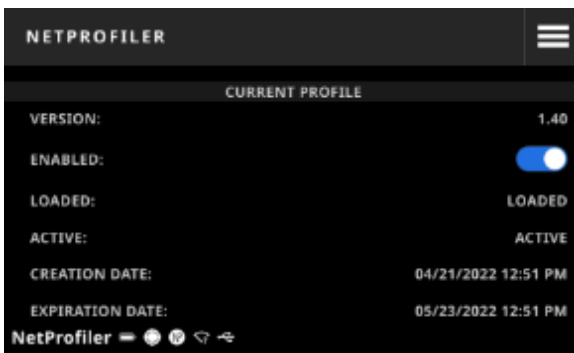 NETPROFILER
CURRENT PROFILE
VERSION: 1.40
ENABLED:
LOADED: LOADED
ACTIVE: ACTIVE
CREATION DATE: 04/21/2022 12:51 PM
EXPIRATION DATE: 05/23/2022 12:51 PM
NetProfiler